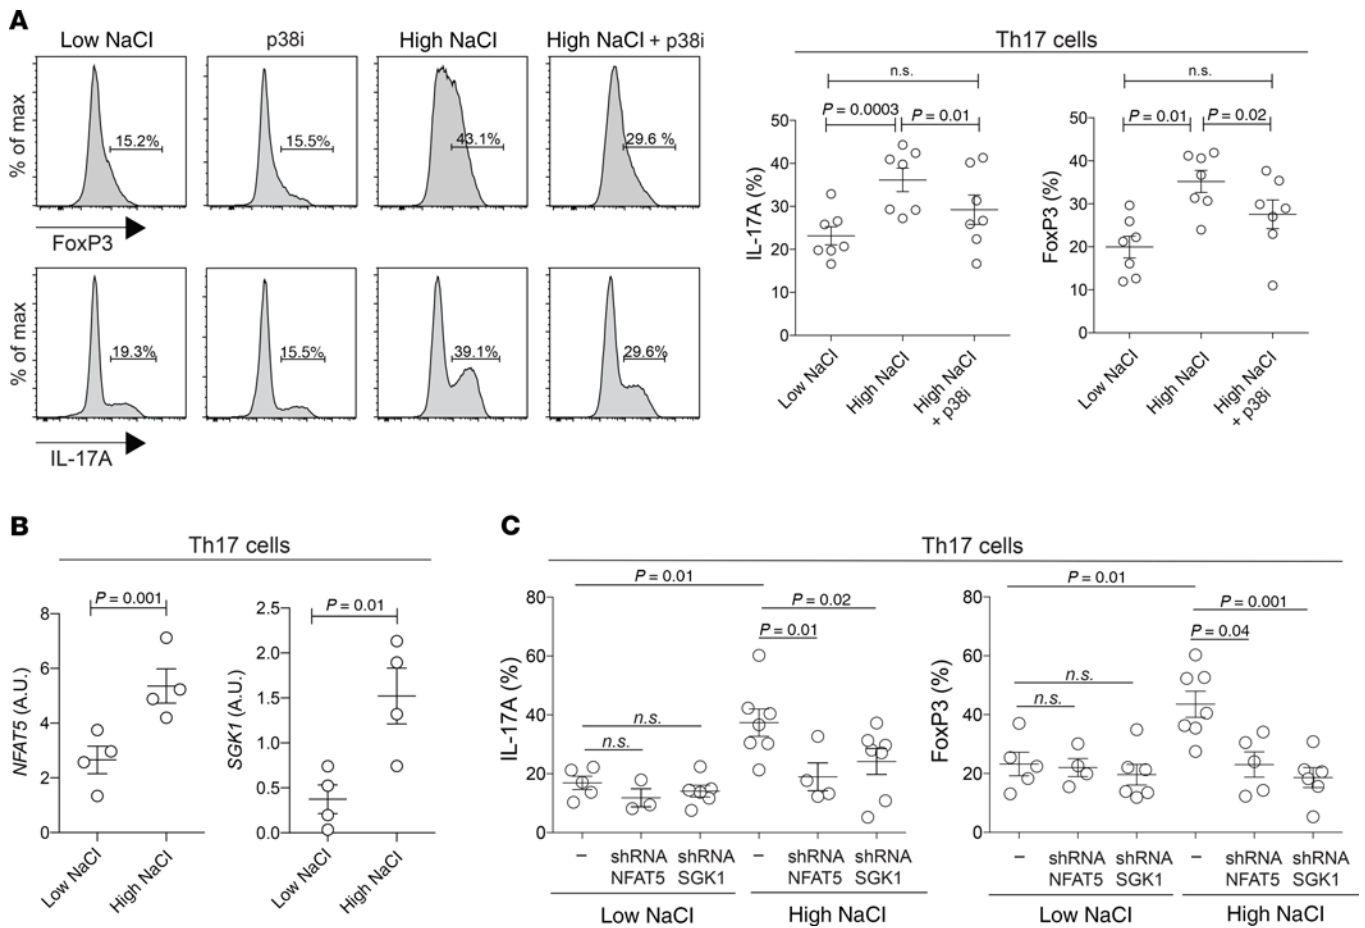 A
Low NaCl
p38i
High NaCl
High NaCl + p38i
% of max
15.2%
15.5%
43.1%
29.6 %
FoxP3
% of max
19.3%
15.5%
39.1%
29.6%
IL-17A
Th17 cells
n.s.
P = 0.0003
P = 0.01
IL-17A (%)
50
40
30
20
10
0
Low NaCl
High NaCl
High NaCl
+ p38i
n.s.
P = 0.01
P = 0.02
FoxP3 (%)
50
40
30
20
10
0
Low NaCl
High NaCl
High NaCl
+ p38i
B
Th17 cells
P = 0.001
NFAT5 (A.U.)
8
6
4
2
0
Low NaCl
High NaCl
P = 0.01
SGK1 (A.U.)
2.5
2.0
1.5
1.0
0.5
0.0
Low NaCl
High NaCl
C
Th17 cells
P = 0.01
P = 0.02
P = 0.01
n.s.
n.s.
IL-17A (%)
80
60
40
20
0
–
shRNA
NFAT5
shRNA
SGK1
–
shRNA
NFAT5
shRNA
SGK1
Low NaCl
High NaCl
P = 0.01
P = 0.001
P = 0.04
n.s.
n.s.
FoxP3 (%)
80
60
40
20
0
–
shRNA
NFAT5
shRNA
SGK1
–
shRNA
NFAT5
shRNA
SGK1
Low NaCl
High NaCl